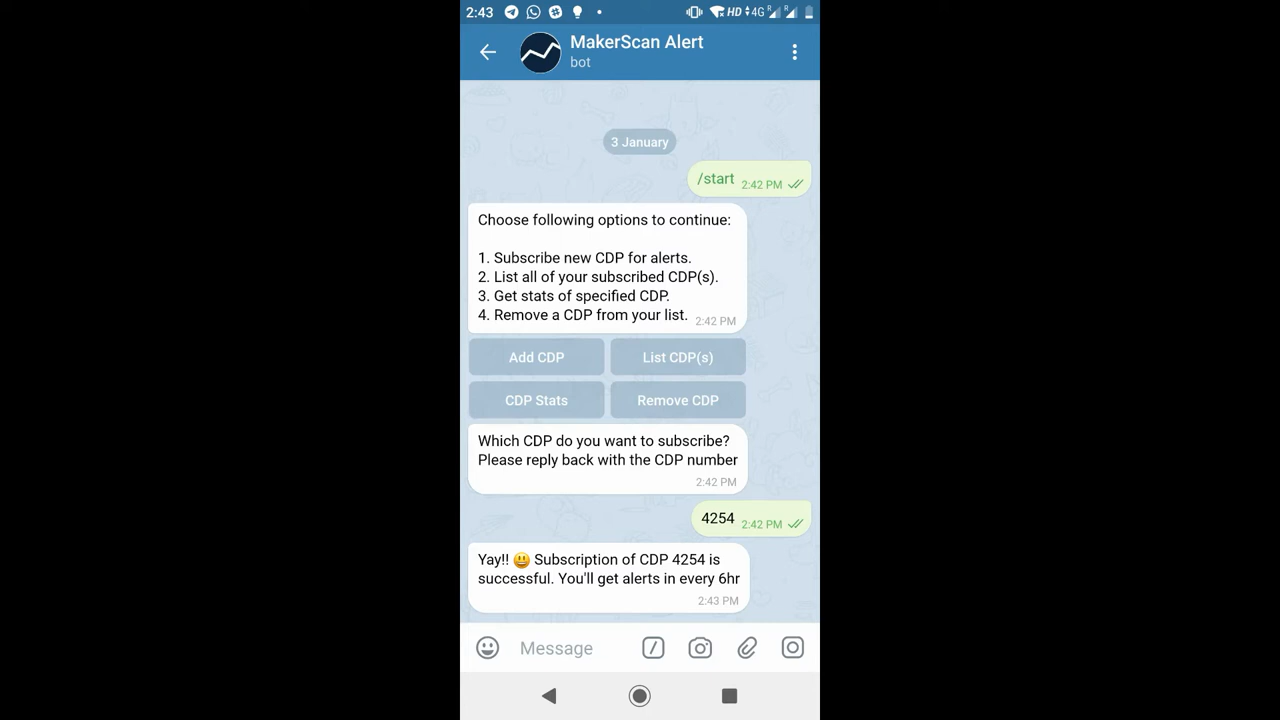 2:43
HD 4G R R
MakerScan Alert
bot
3 January
/start 2:42 PM
Choose following options to continue:
1. Subscribe new CDP for alerts.
2. List all of your subscribed CDP(s).
3. Get stats of specified CDP.
4. Remove a CDP from your list. 2:42 PM
Add CDP List CDP(s)
CDP Stats Remove CDP
Which CDP do you want to subscribe?
Please reply back with the CDP number
2:42 PM
4254 2:42 PM
Yay!! 😃 Subscription of CDP 4254 is
successful. You'll get alerts in every 6hr
2:43 PM
Message